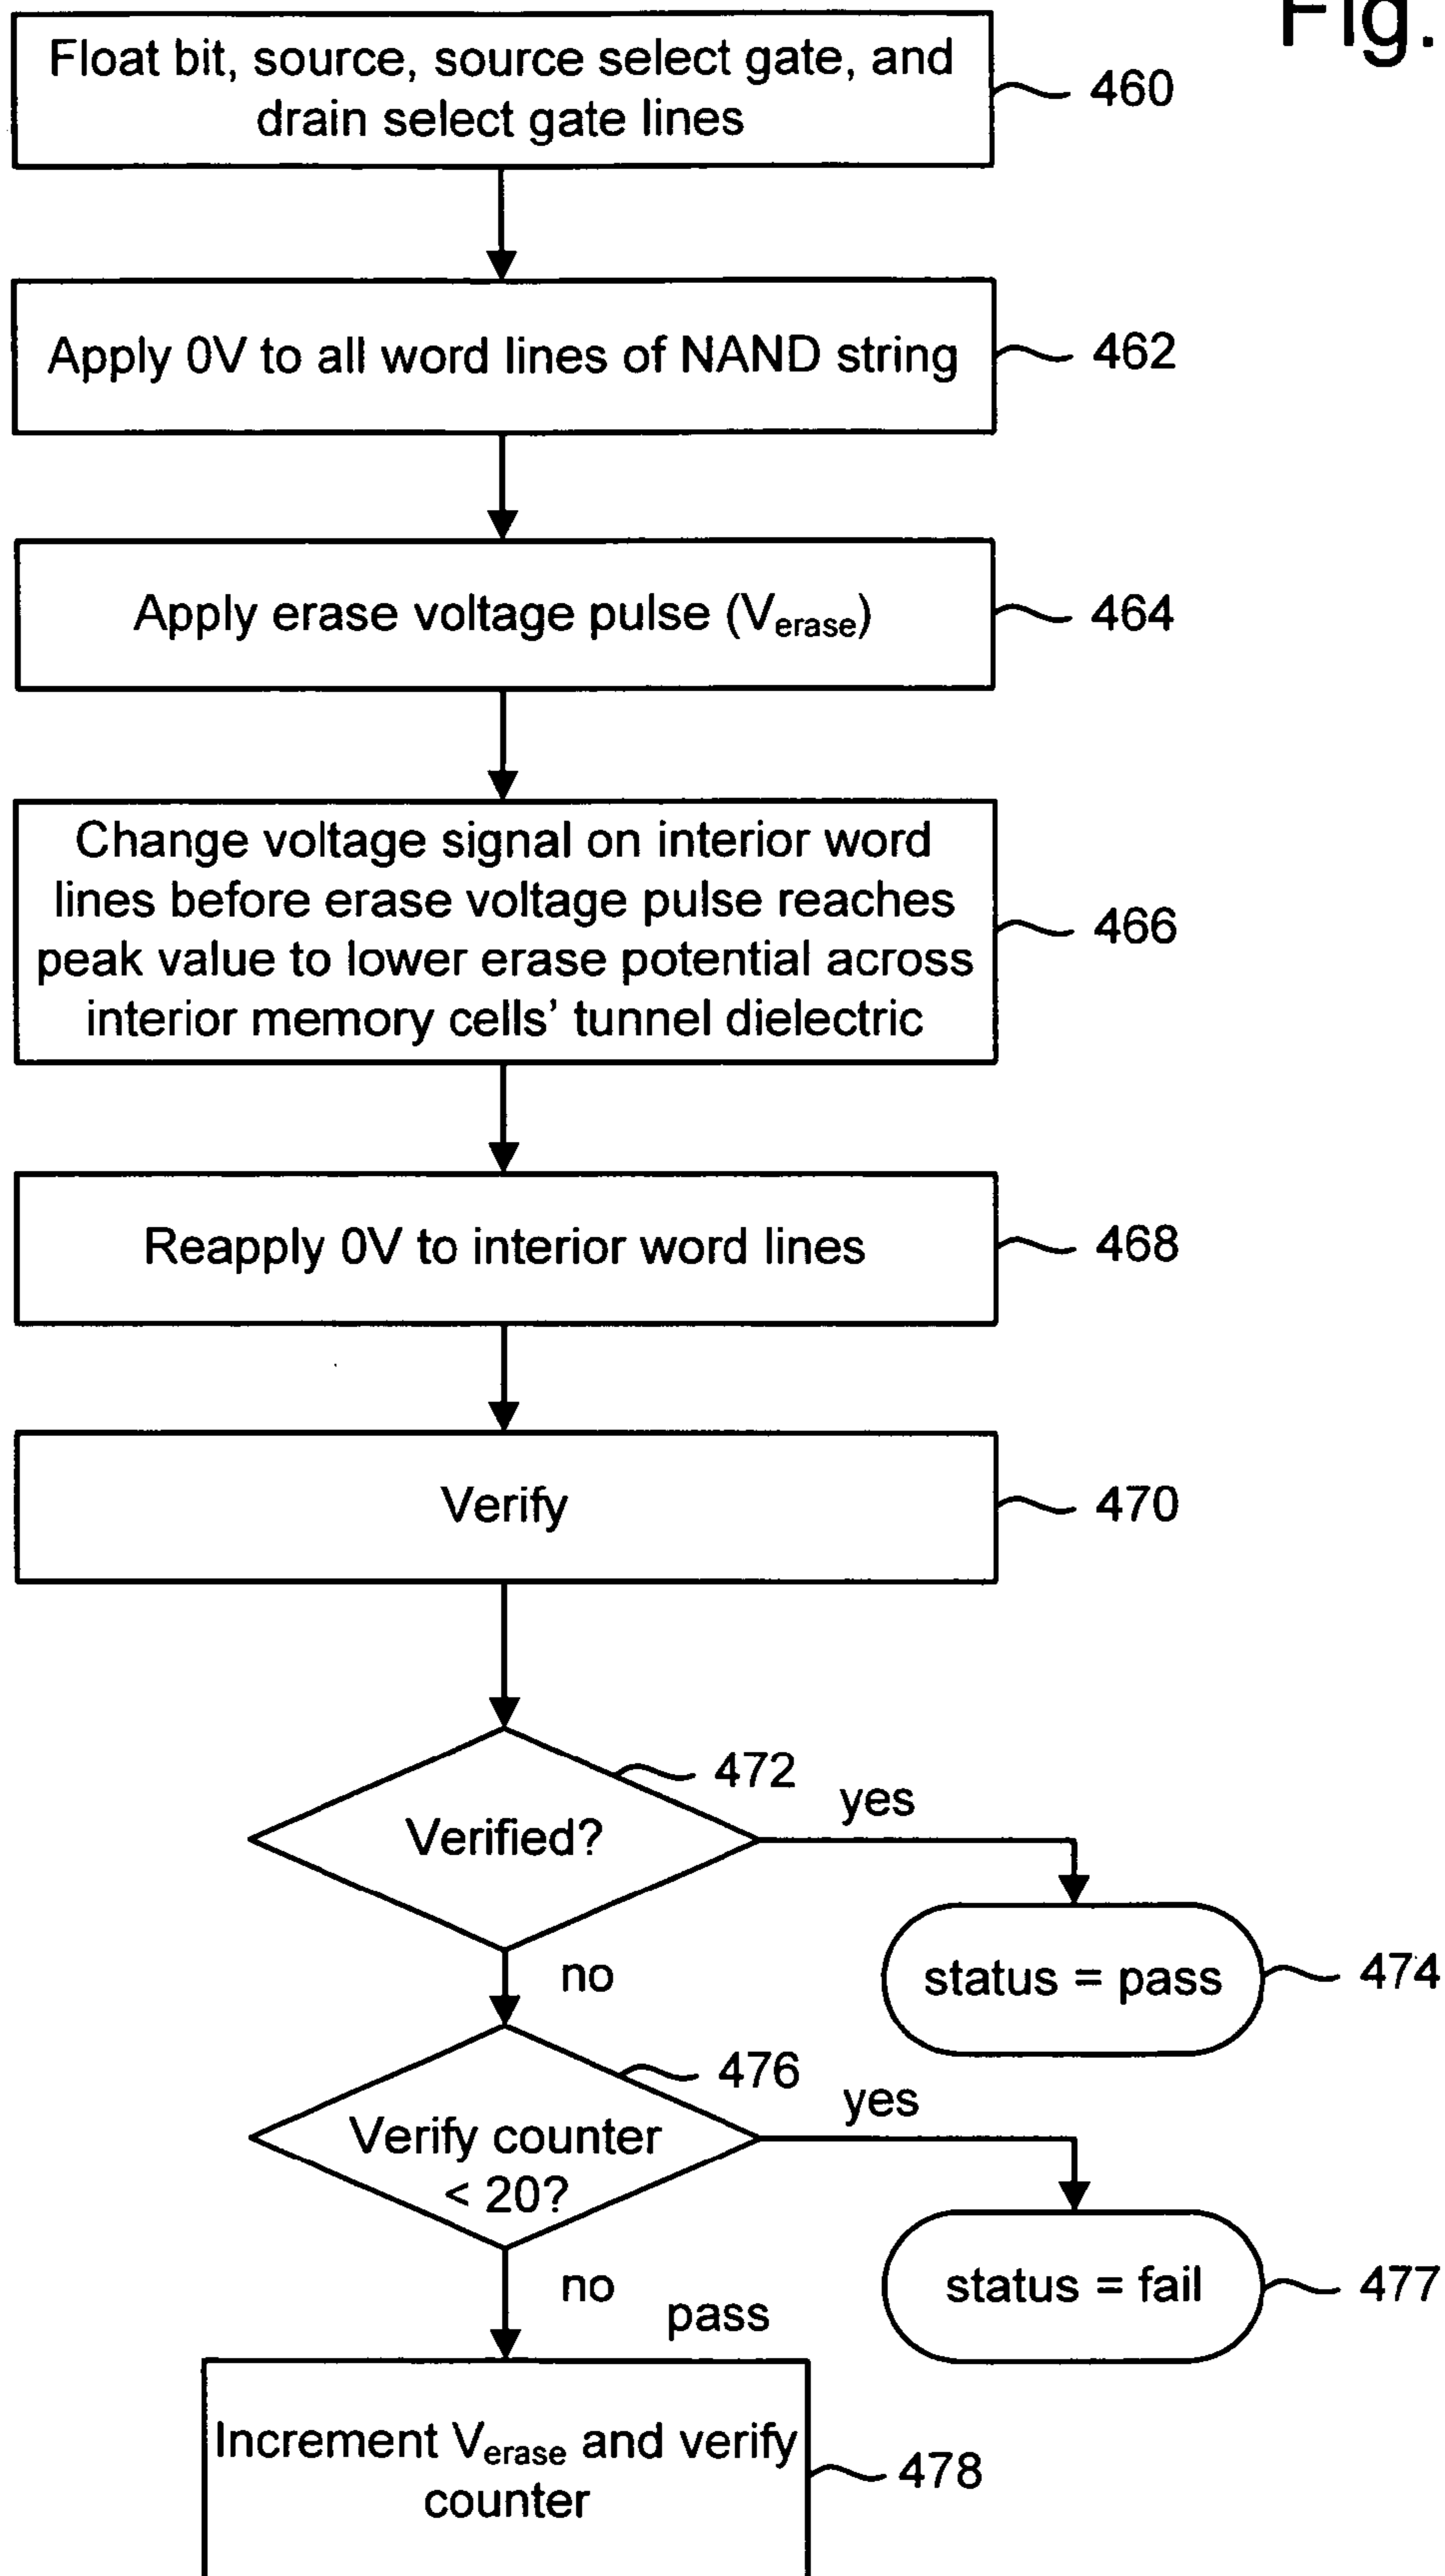 Fig.
Float bit, source, source select gate, and
drain select gate lines
460
Apply 0V to all word lines of NAND string
462
Apply erase voltage pulse (Verase)
464
Change voltage signal on interior word
lines before erase voltage pulse reaches
peak value to lower erase potential across
interior memory cells’ tunnel dielectric
466
Reapply 0V to interior word lines
468
Verify
470
472
Verified?
yes
no
status = pass
474
476
Verify counter
< 20?
yes
no
status = fail
477
pass
Increment Verase and verify
counter
478